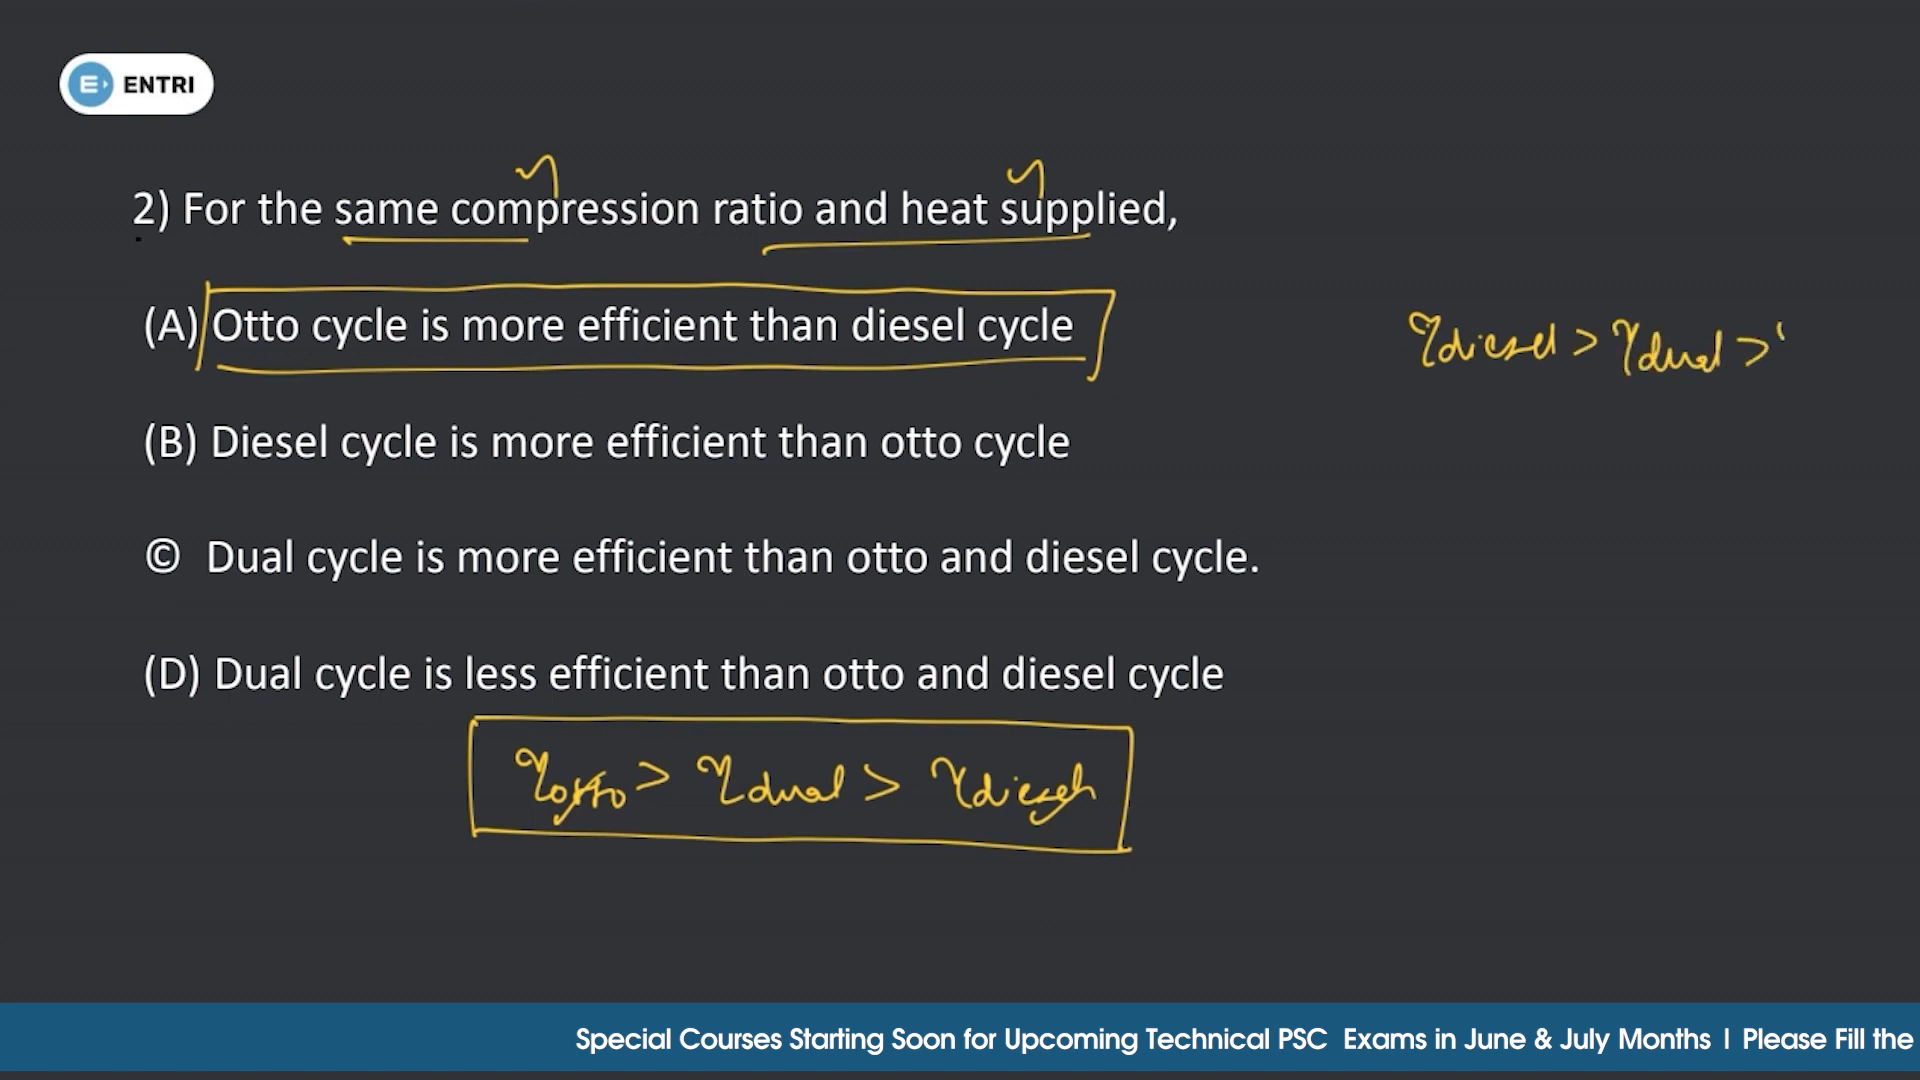 ENTRI
2) For the same compression ratio and heat supplied,
(A) Otto cycle is more efficient than diesel cycle
ηdiesel > ηdual >
(B) Diesel cycle is more efficient than otto cycle
© Dual cycle is more efficient than otto and diesel cycle.
(D) Dual cycle is less efficient than otto and diesel cycle
ηotto > ηdual > ηdiesel
Special Courses Starting Soon for Upcoming Technical PSC Exams in June & July Months | Please Fill the